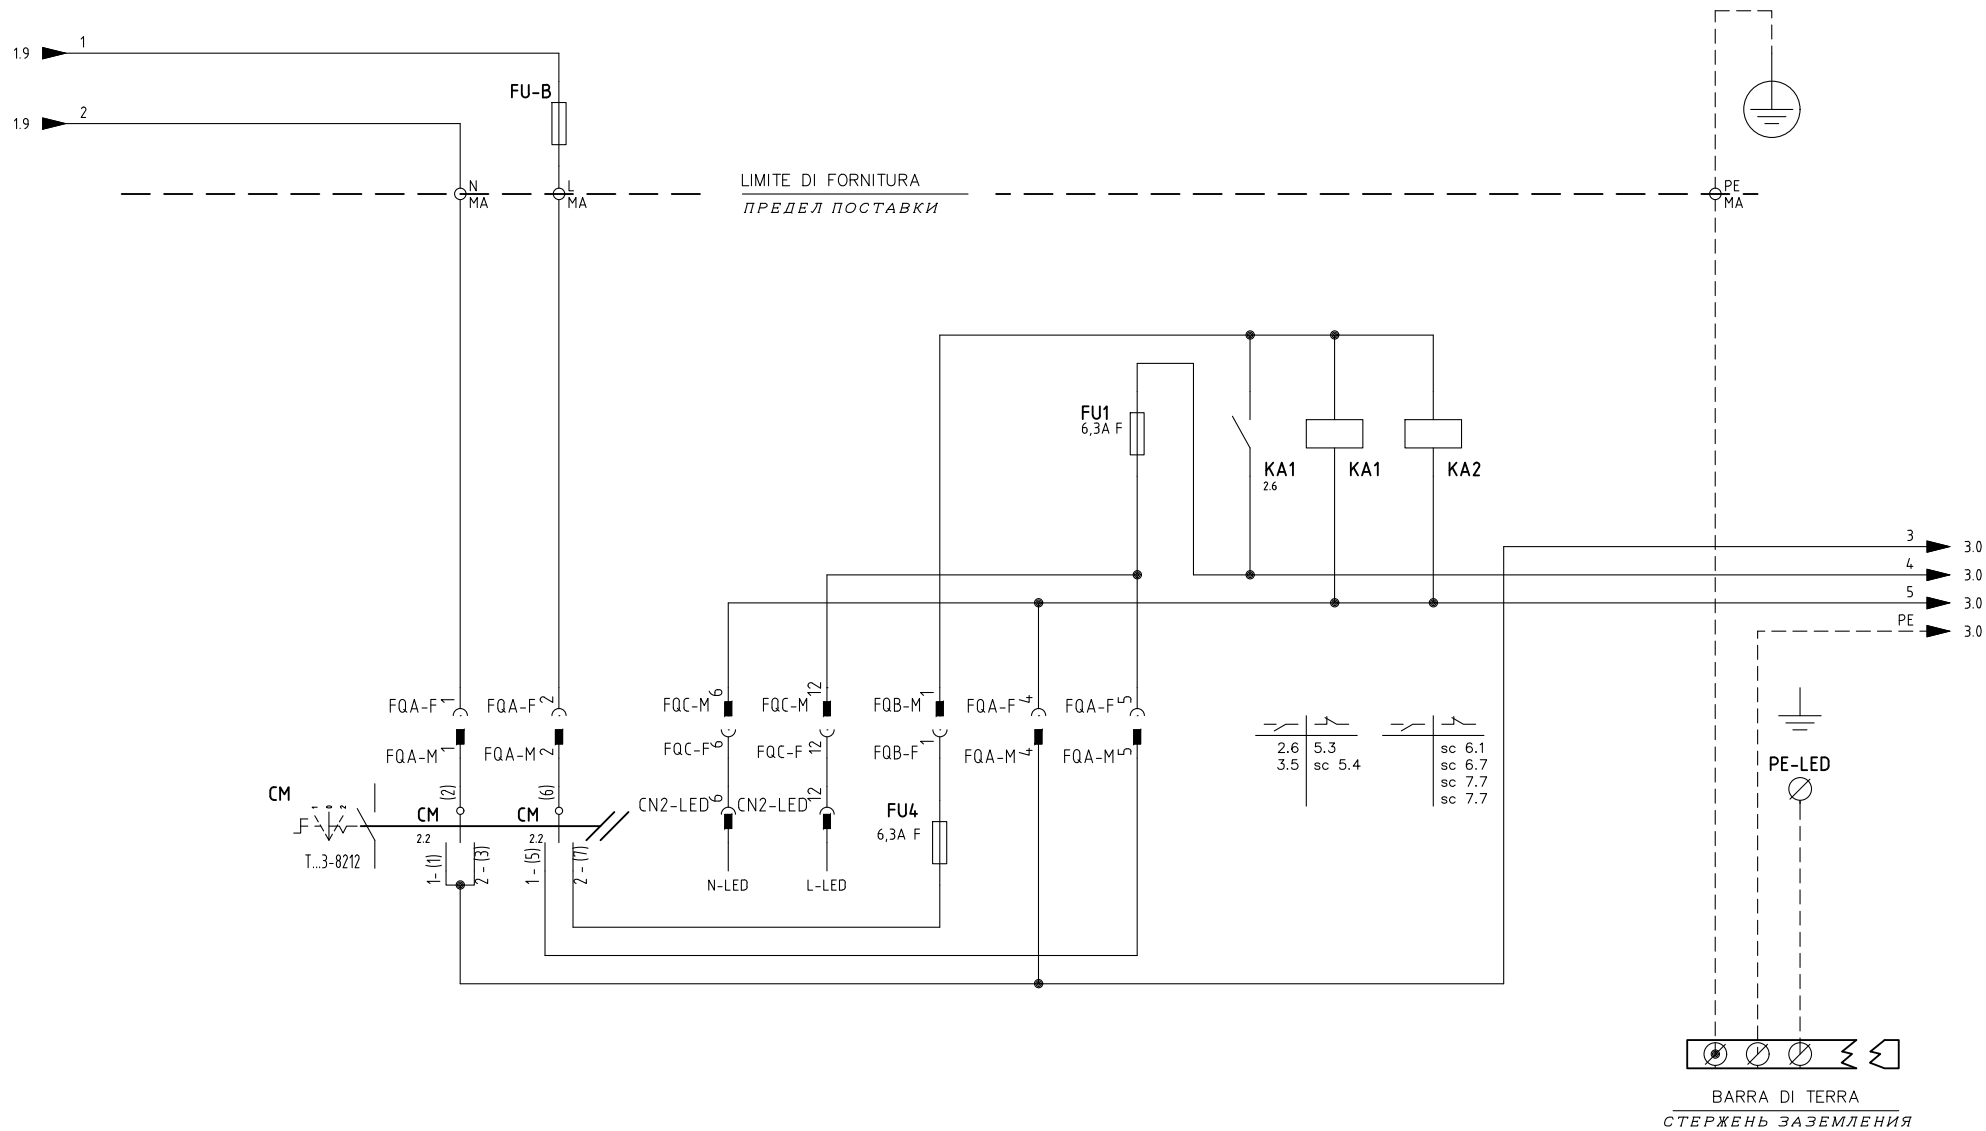 1.9
1
FU-B
1.9
2
N
MA
L
MA
LIMITE DI FORNITURA
ПРЕДЕЛ ПОСТАВКИ
PE
MA
FU1
6,3A F
KA1
2.6
KA1
KA2
3
3.0
4
3.0
5
3.0
PE
3.0
FQA-F 1
FQA-F 2
FQC-M 6
FQC-M 12
FQB-M 1
FQA-F 4
FQA-F 5
FQA-M 1
FQA-M 2
FQC-F 6
FQC-F 12
FQB-F 1
FQA-M 4
FQA-M 5
2.6 5.3
3.5 sc 5.4
sc 6.1
sc 6.7
sc 7.7
sc 7.7
PE-LED
CM
1 0 2
T...3-8212
(2)
CM
2.2
1-(1)
2-(3)
(6)
CM
2.2
1-(5)
2-(7)
CN2-LED 6
CN2-LED 12
N-LED
L-LED
FU4
6,3A F
BARRA DI TERRA
СТЕРЖЕНЬ ЗАЗЕМЛЕНИЯ